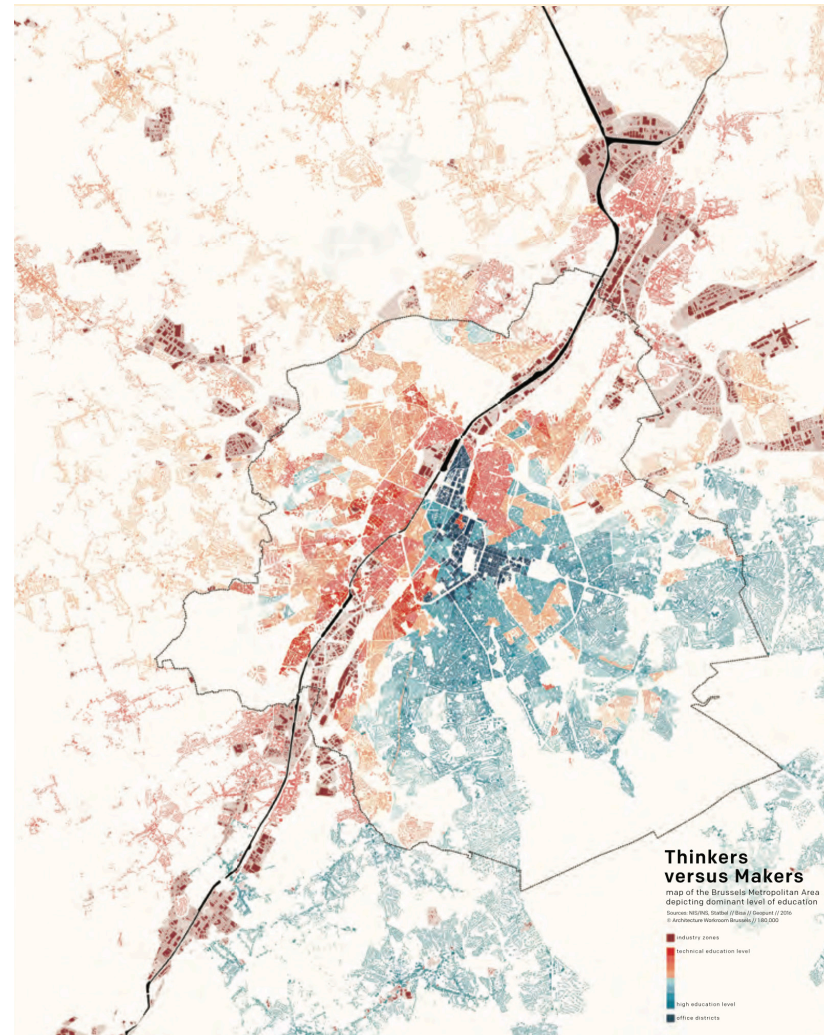 Thinkers
versus Makers
map of the Brussels Metropolitan Area
depicting dominant level of education
Sources: NIS/INS, Statbel // Bisa // Geopunt // 2016
© Architecture Workroom Brussels // 1:80,000
industry zones
technical education level
high education level
office districts